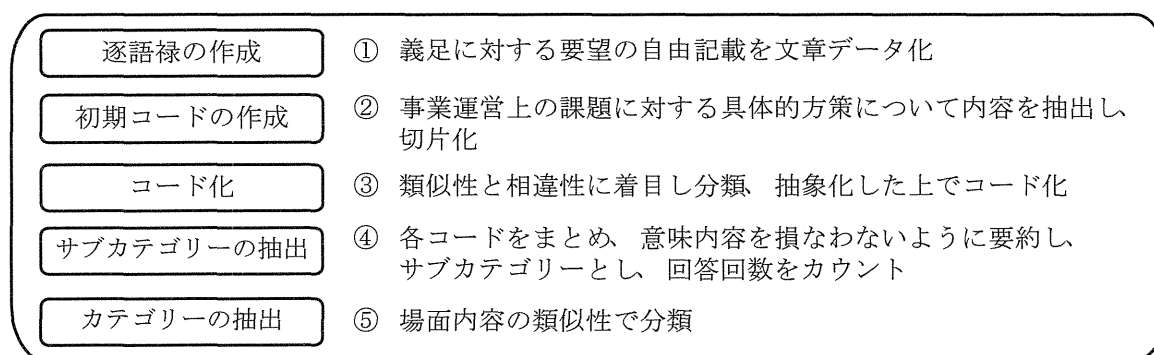 逐語禄の作成 ① 義足に対する要望の自由記載を文章データ化
初期コードの作成 ② 事業運営上の課題に対する具体的方策について内容を抽出し、
切片化
コード化 ③ 類似性と相違性に着目し分類、抽象化した上でコード化
サブカテゴリーの抽出 ④ 各コードをまとめ、意味内容を損なわないように要約し、
サブカテゴリーとし、回答回数をカウント
カテゴリーの抽出 ⑤ 場面内容の類似性で分類